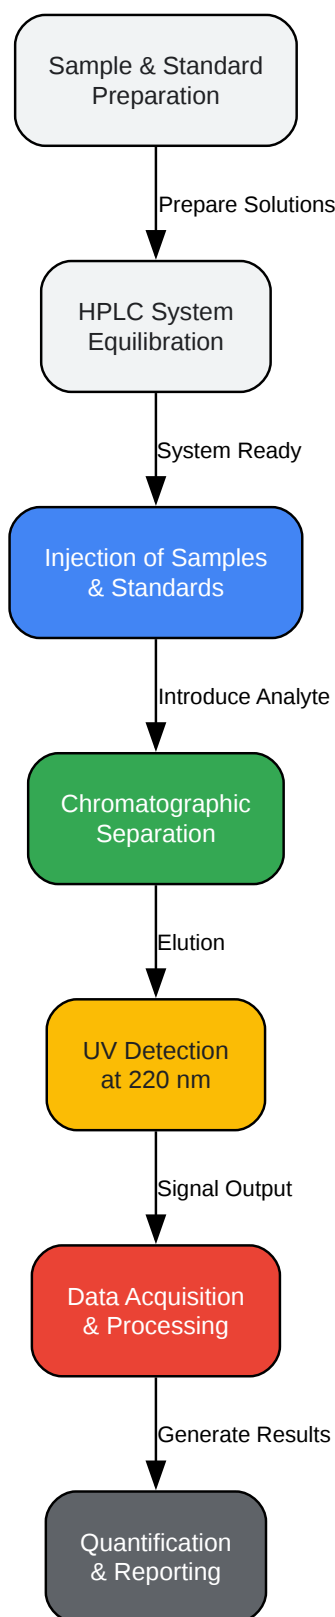 Sample & Standard
Preparation
Prepare Solutions
HPLC System
Equilibration
System Ready
Injection of Samples
& Standards
Introduce Analyte
Chromatographic
Separation
Elution
UV Detection
at 220 nm
Signal Output
Data Acquisition
& Processing
Generate Results
Quantification
& Reporting